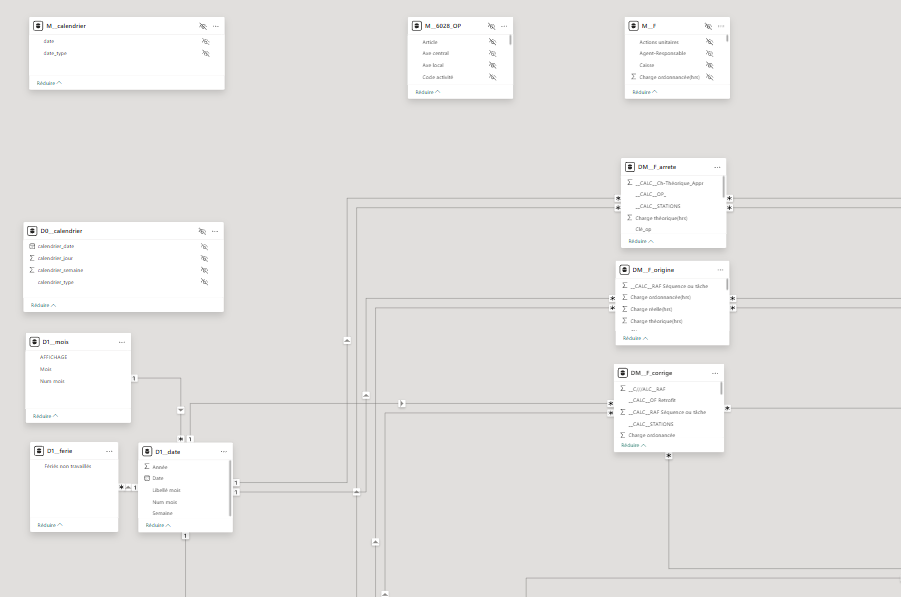 M__calendrier
date
date_type
Réduire
M__6028_OP
Article
Axe central
Axe local
Code activité
Réduire
M__F
Actions unitaires
Agent-Responsable
Caisse
Charge ordonnancée(hrs)
Réduire
DM__F_arrete
__CALC__Ch-Théorique_Appr
__CALC__OP_
__CALC__STATIONS
Charge théorique(hrs)
Clé_op
Réduire
D0__calendrier
calendrier_date
calendrier_jour
calendrier_semaine
calendrier_type
Réduire
DM__F_origine
__CALC__RAF Séquence ou tâche
Charge ordonnancée(hrs)
Charge réelle(hrs)
Charge théorique(hrs)
Réduire
D1__mois
AFFICHAGE
Mois
Num mois
Réduire
DM__F_corrige
__CALC__OF Retrofit
__CALC__RAF Séquence ou tâche
__CALC__STATIONS
Charge ordonancée
Réduire
D1__ferie
Fériés non travaillés
Réduire
D1__date
Année
Date
Libellé mois
Num mois
Semaine
Réduire